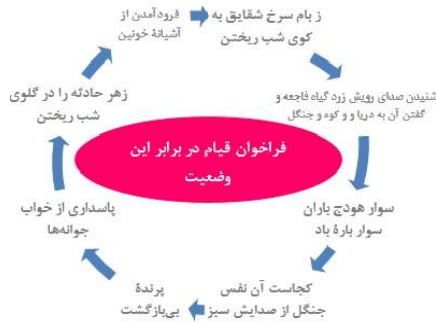 ز بام سرخ شقایق به
کوی شب ریختن
شنیدن صدای رویش زرد گیاه فاجعه و
گفتن آن به دریا و و کوه و جنگل
سوار هودج باران
سوار بارهٔ باد
کجاست آن نفس
جنگل از صدایش سبز
پرندهٔ
بی‌بازگشت
پاسداری از خواب
جوانه‌ها
زهر حادثه را در گلوی
شب ریختن
فرودآمدن از
آشیانهٔ خونین
فراخوان قیام در برابر این
وضعیت